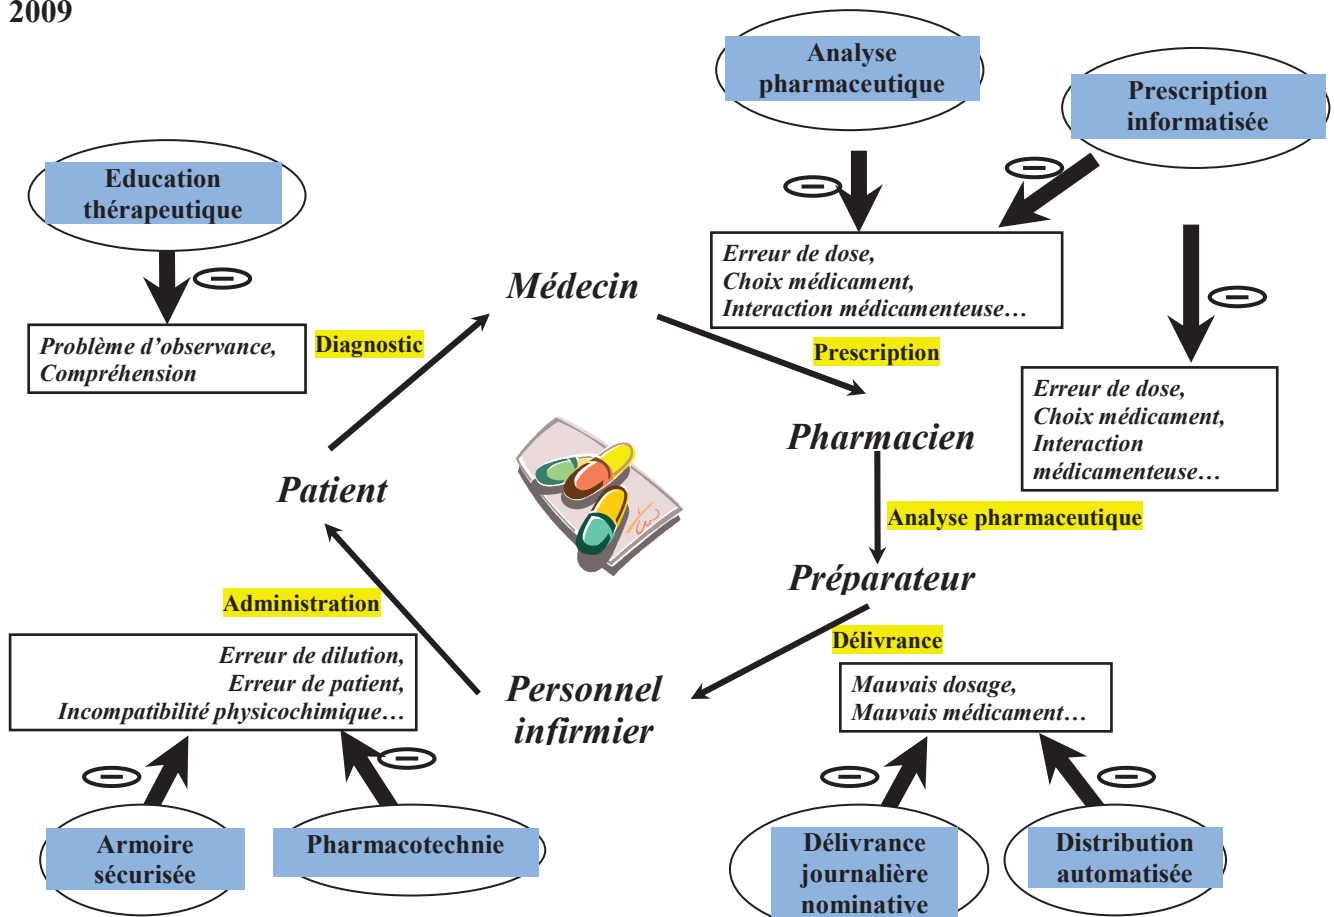 2009
Analyse
pharmaceutique
Prescription
informatisée
Education
thérapeutique
Erreur de dose,
Choix médicament,
Interaction médicamenteuse…
Médecin
Problème d’observance,
Compréhension
Diagnostic
Prescription
Erreur de dose,
Choix médicament,
Interaction
médicamenteuse…
Pharmacien
Patient
Analyse pharmaceutique
Préparateur
Administration
Délivrance
Erreur de dilution,
Erreur de patient,
Incompatibilité physicochimique…
Personnel
infirmier
Mauvais dosage,
Mauvais médicament…
Armoire
sécurisée
Pharmacotechnie
Délivrance
journalière
nominative
Distribution
automatisée